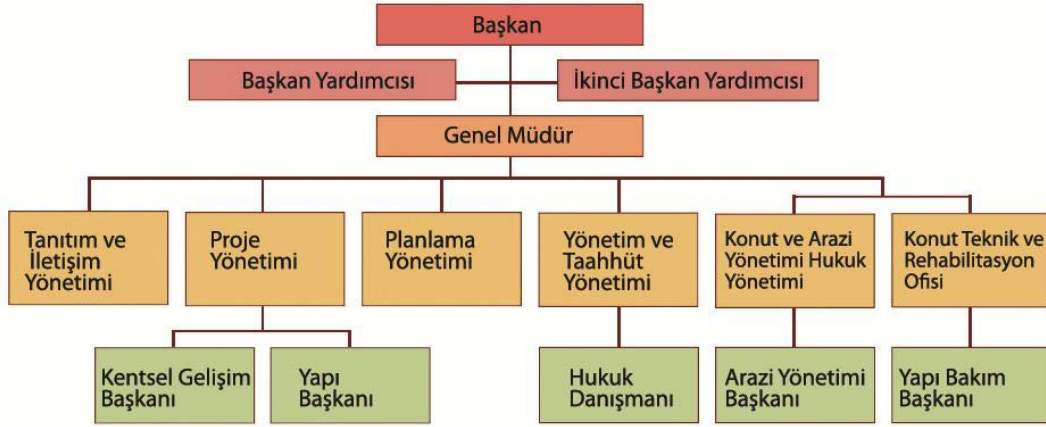 Başkan
Başkan Yardımcısı
İkinci Başkan Yardımcısı
Genel Müdür
Tanıtım ve
İletişim
Yönetimi
Proje
Yönetimi
Planlama
Yönetimi
Yönetim ve
Taahhüt
Yönetimi
Konut ve Arazi
Yönetimi Hukuk
Yönetimi
Konut Teknik ve
Rehabilitasyon
Ofisi
Kentsel Gelişim
Başkanı
Yapı
Başkanı
Hukuk
Danışmanı
Arazi Yönetimi
Başkanı
Yapı Bakım
Başkanı